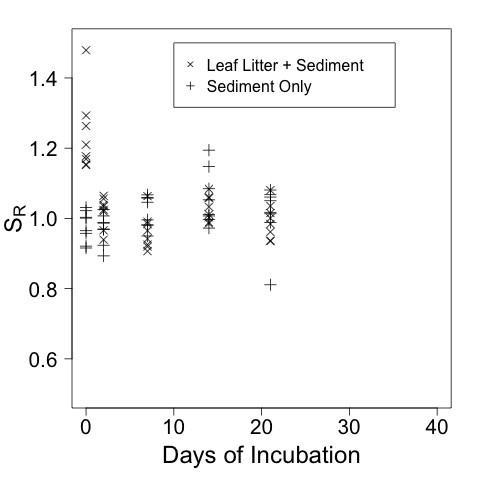 × Leaf Litter + Sediment
+ Sediment Only
1.4
1.2
1.0
0.8
0.6
SR
0 10 20 30 40
Days of Incubation